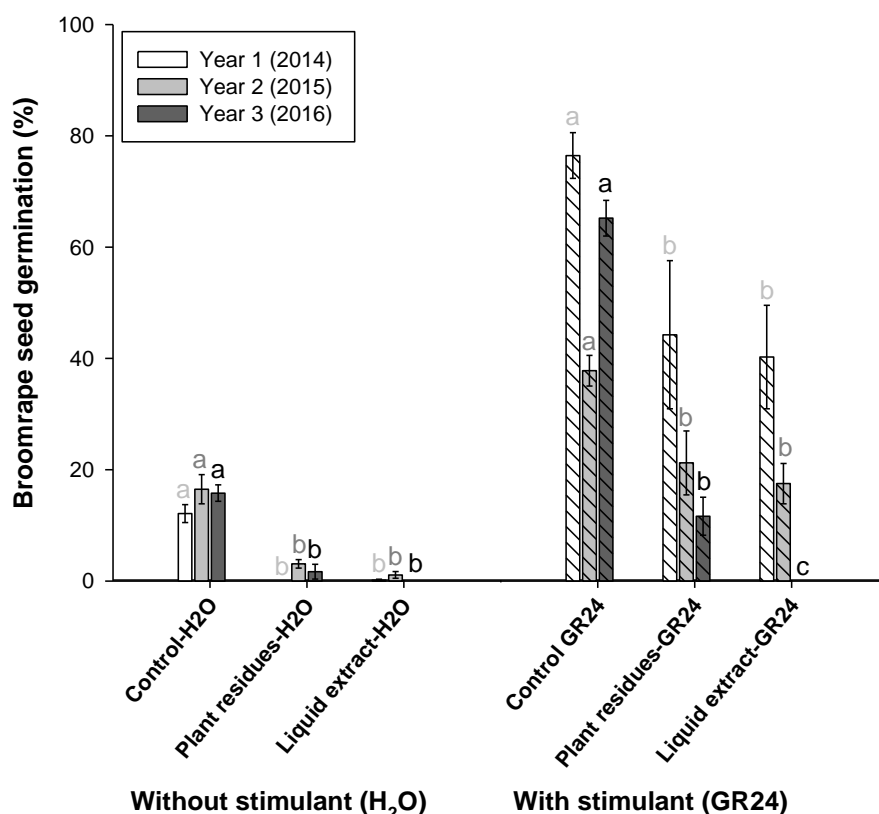 Broomrape seed germination (%)
100
80
60
40
20
0
Year 1 (2014)
Year 2 (2015)
Year 3 (2016)
a
a
a
b
b
b
b
b
b
a
a
a
b
b
b
b
b
c
Control-H2O
Plant residues-H2O
Liquid extract-H2O
Control GR24
Plant residues-GR24
Liquid extract-GR24
Without stimulant (H₂O)
With stimulant (GR24)